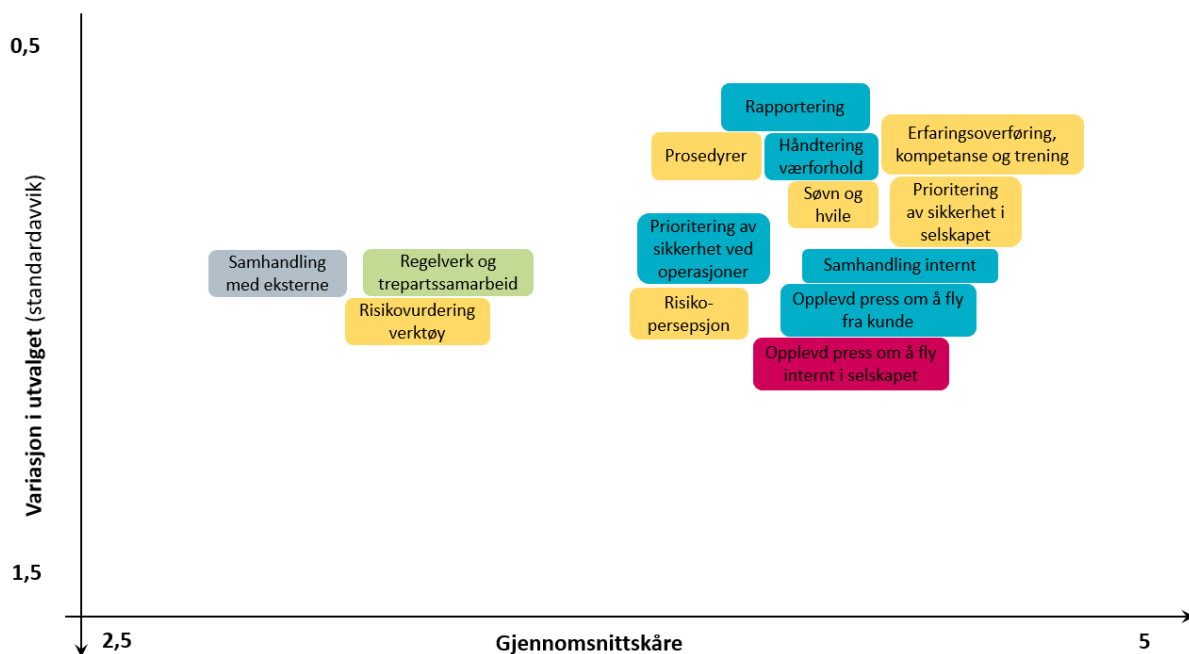 0,5
Rapportering
Erfaringsoverføring,
kompetanse og trening
Prosedyrer
Håndtering
værforhold
Søvn og
hvile
Prioritering
av sikkerhet i
selskapet
Prioritering av
sikkerhet ved
operasjoner
Samhandling
med eksterne
Regelverk og
trepartssamarbeid
Samhandling internt
Risikovurdering
verktøy
Risiko-
persepsjon
Opplevd press om å fly
fra kunde
Opplevd press om å fly
internt i selskapet
Variasjon i utvalget (standardavvik)
1,5
2,5
Gjennomsnittskåre
5